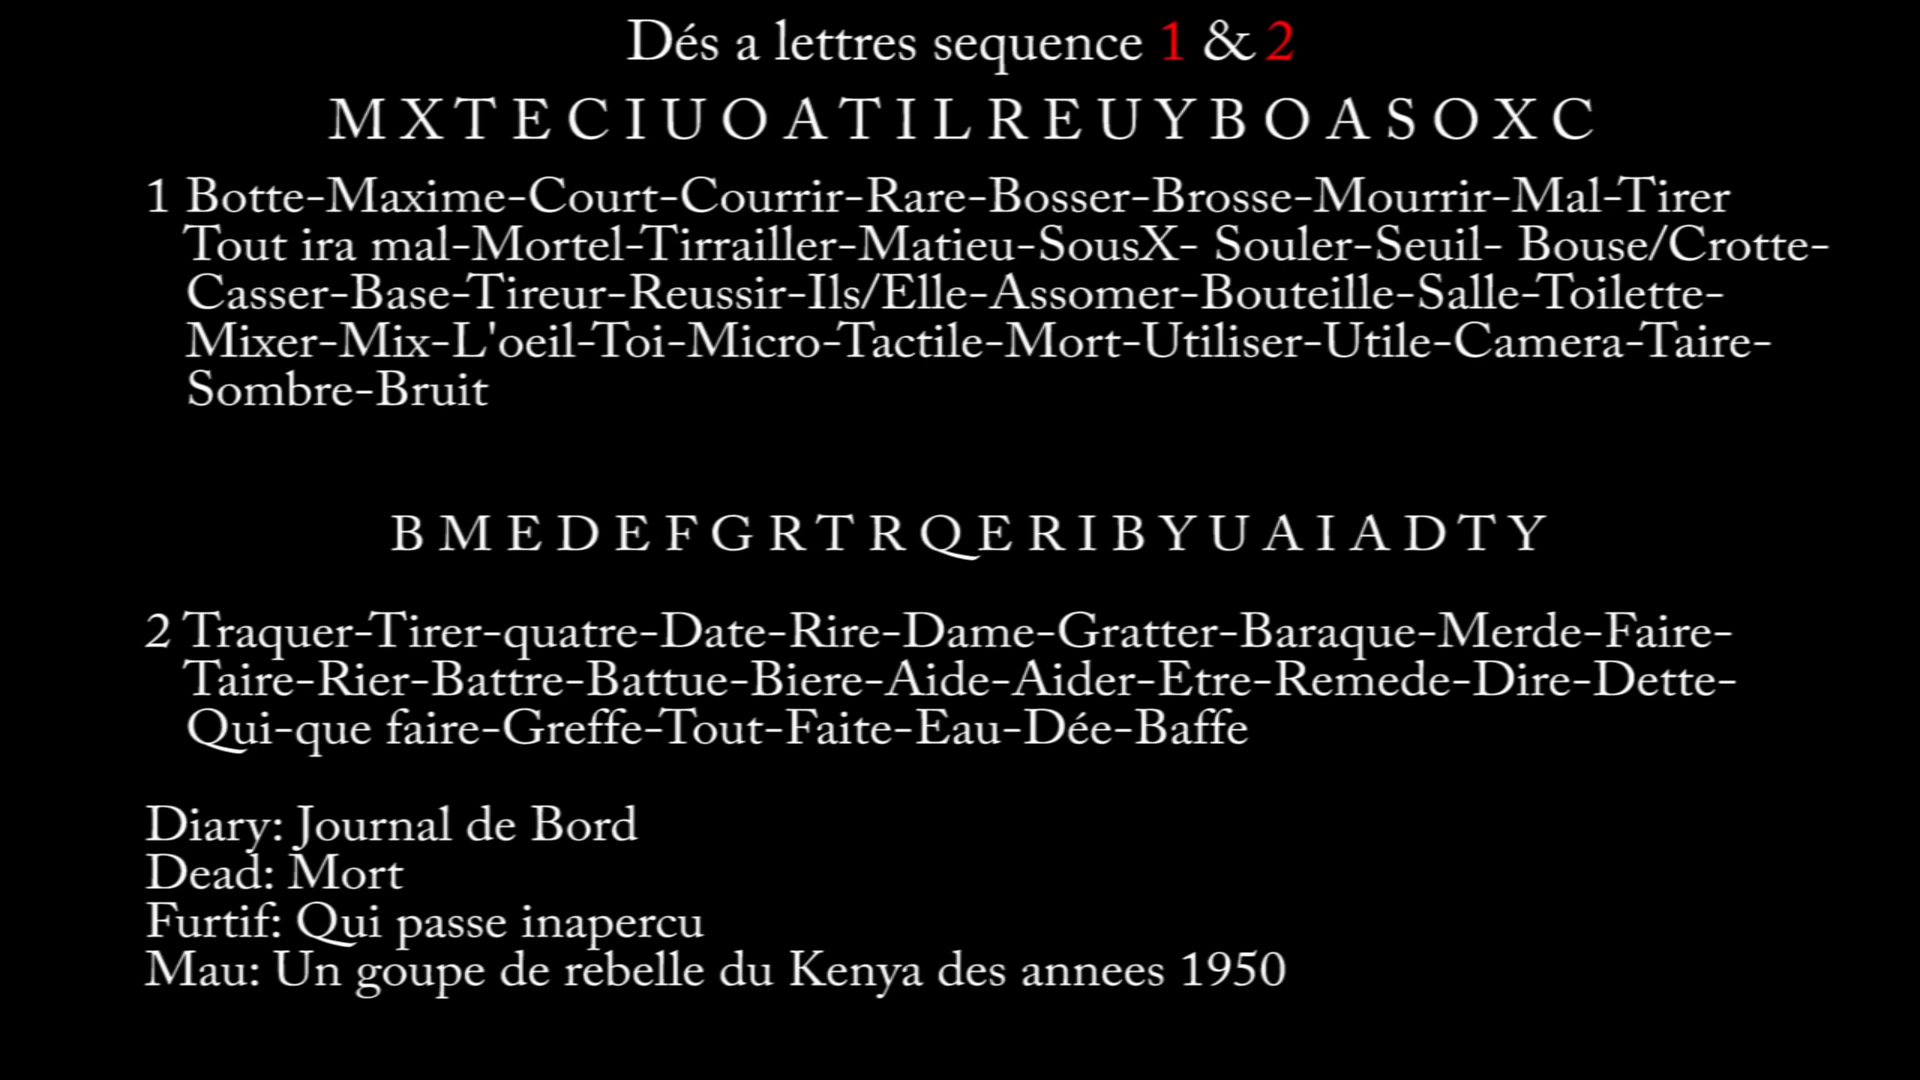 Dés a lettres sequence 1 & 2
M X T E C I U O A T I L R E U Y B O A S O X C
1 Botte-Maxime-Court-Courrir-Rare-Bosser-Brosse-Mourrir-Mal-Tirer
Tout ira mal-Mortel-Tirrailler-Matieu-SousX- Souler-Seuil- Bouse/Crotte-
Casser-Base-Tireur-Reussir-Ils/Elle-Assomer-Bouteille-Salle-Toilette-
Mixer-Mix-L'oeil-Toi-Micro-Tactile-Mort-Utiliser-Utile-Camera-Taire-
Sombre-Bruit
B M E D E F G R T R Q E R I B Y U A I A D T Y
2 Traquer-Tirer-quatre-Date-Rire-Dame-Gratter-Baraque-Merde-Faire-
Taire-Rier-Battre-Battue-Biere-Aide-Aider-Etre-Remede-Dire-Dette-
Qui-que faire-Greffe-Tout-Faite-Eau-Dée-Baffe
Diary: Journal de Bord
Dead: Mort
Furtif: Qui passe inapercu
Mau: Un goupe de rebelle du Kenya des annees 1950